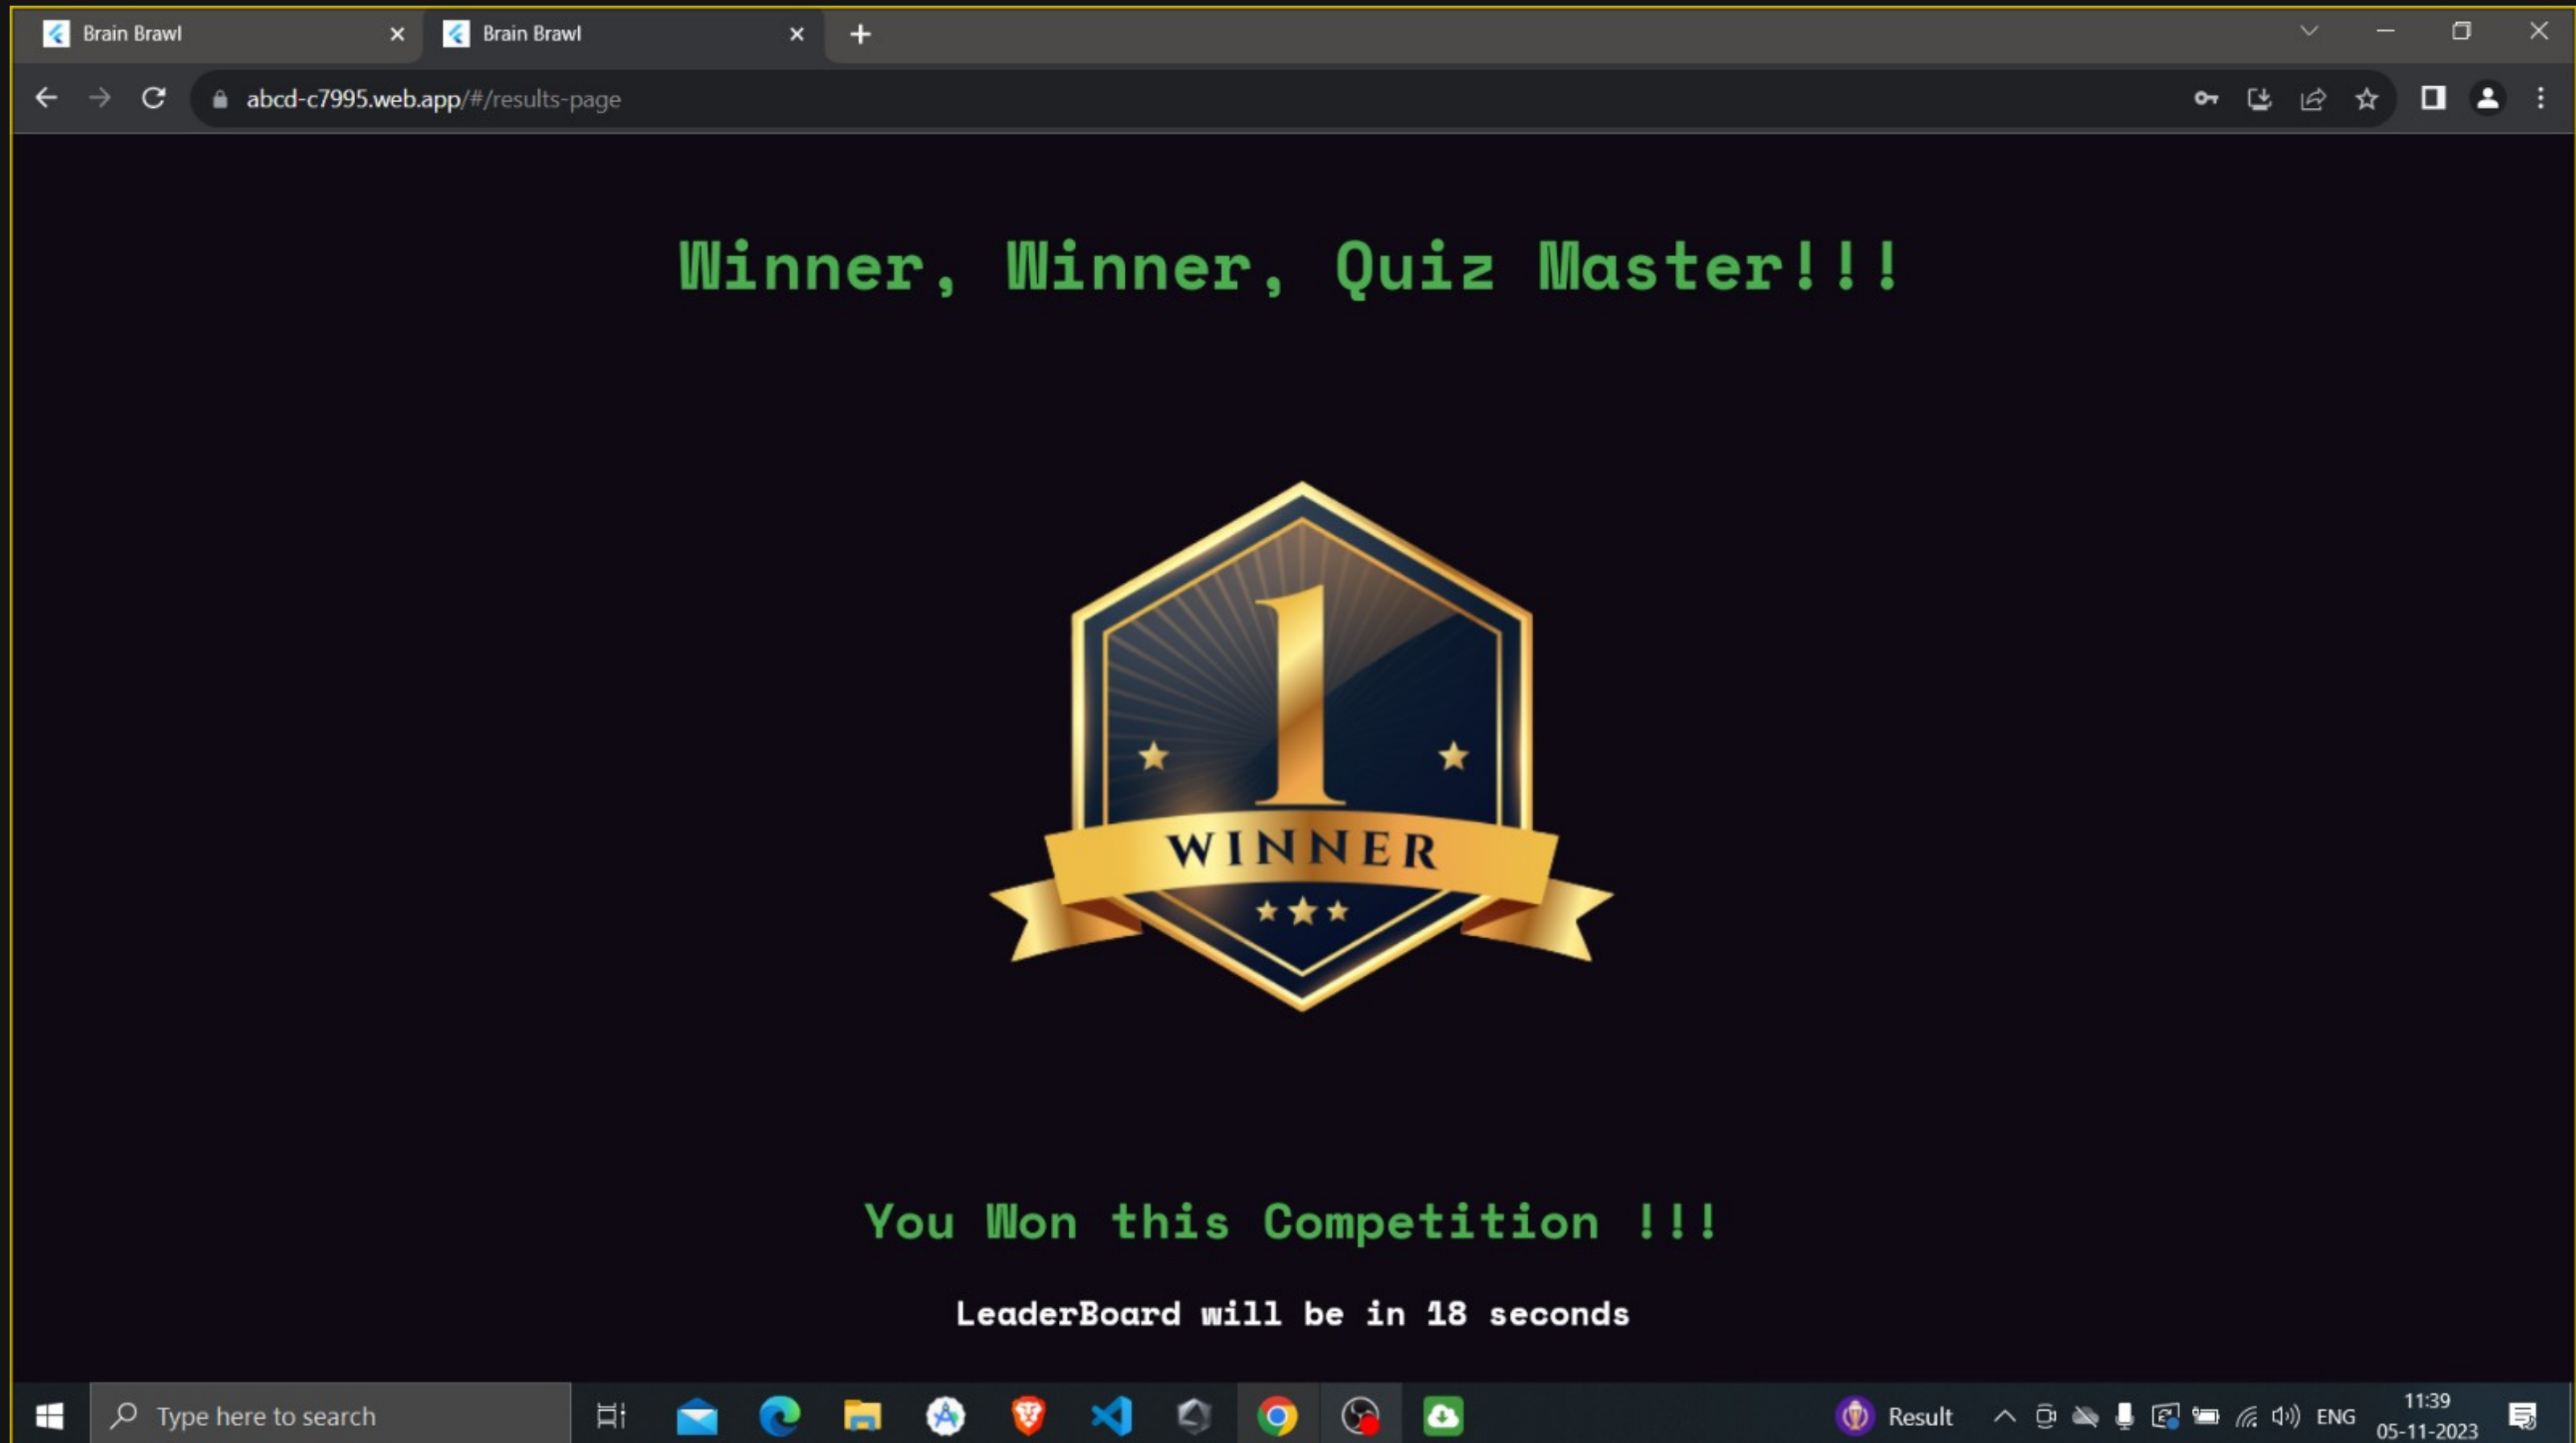 Brain Brawl
Brain Brawl
abcd-c7995.web.app/#/results-page
Winner, Winner, Quiz Master!!!
1
WINNER
You Won this Competition !!!
LeaderBoard will be in 18 seconds
Type here to search
Result
ENG
11:39
05-11-2023